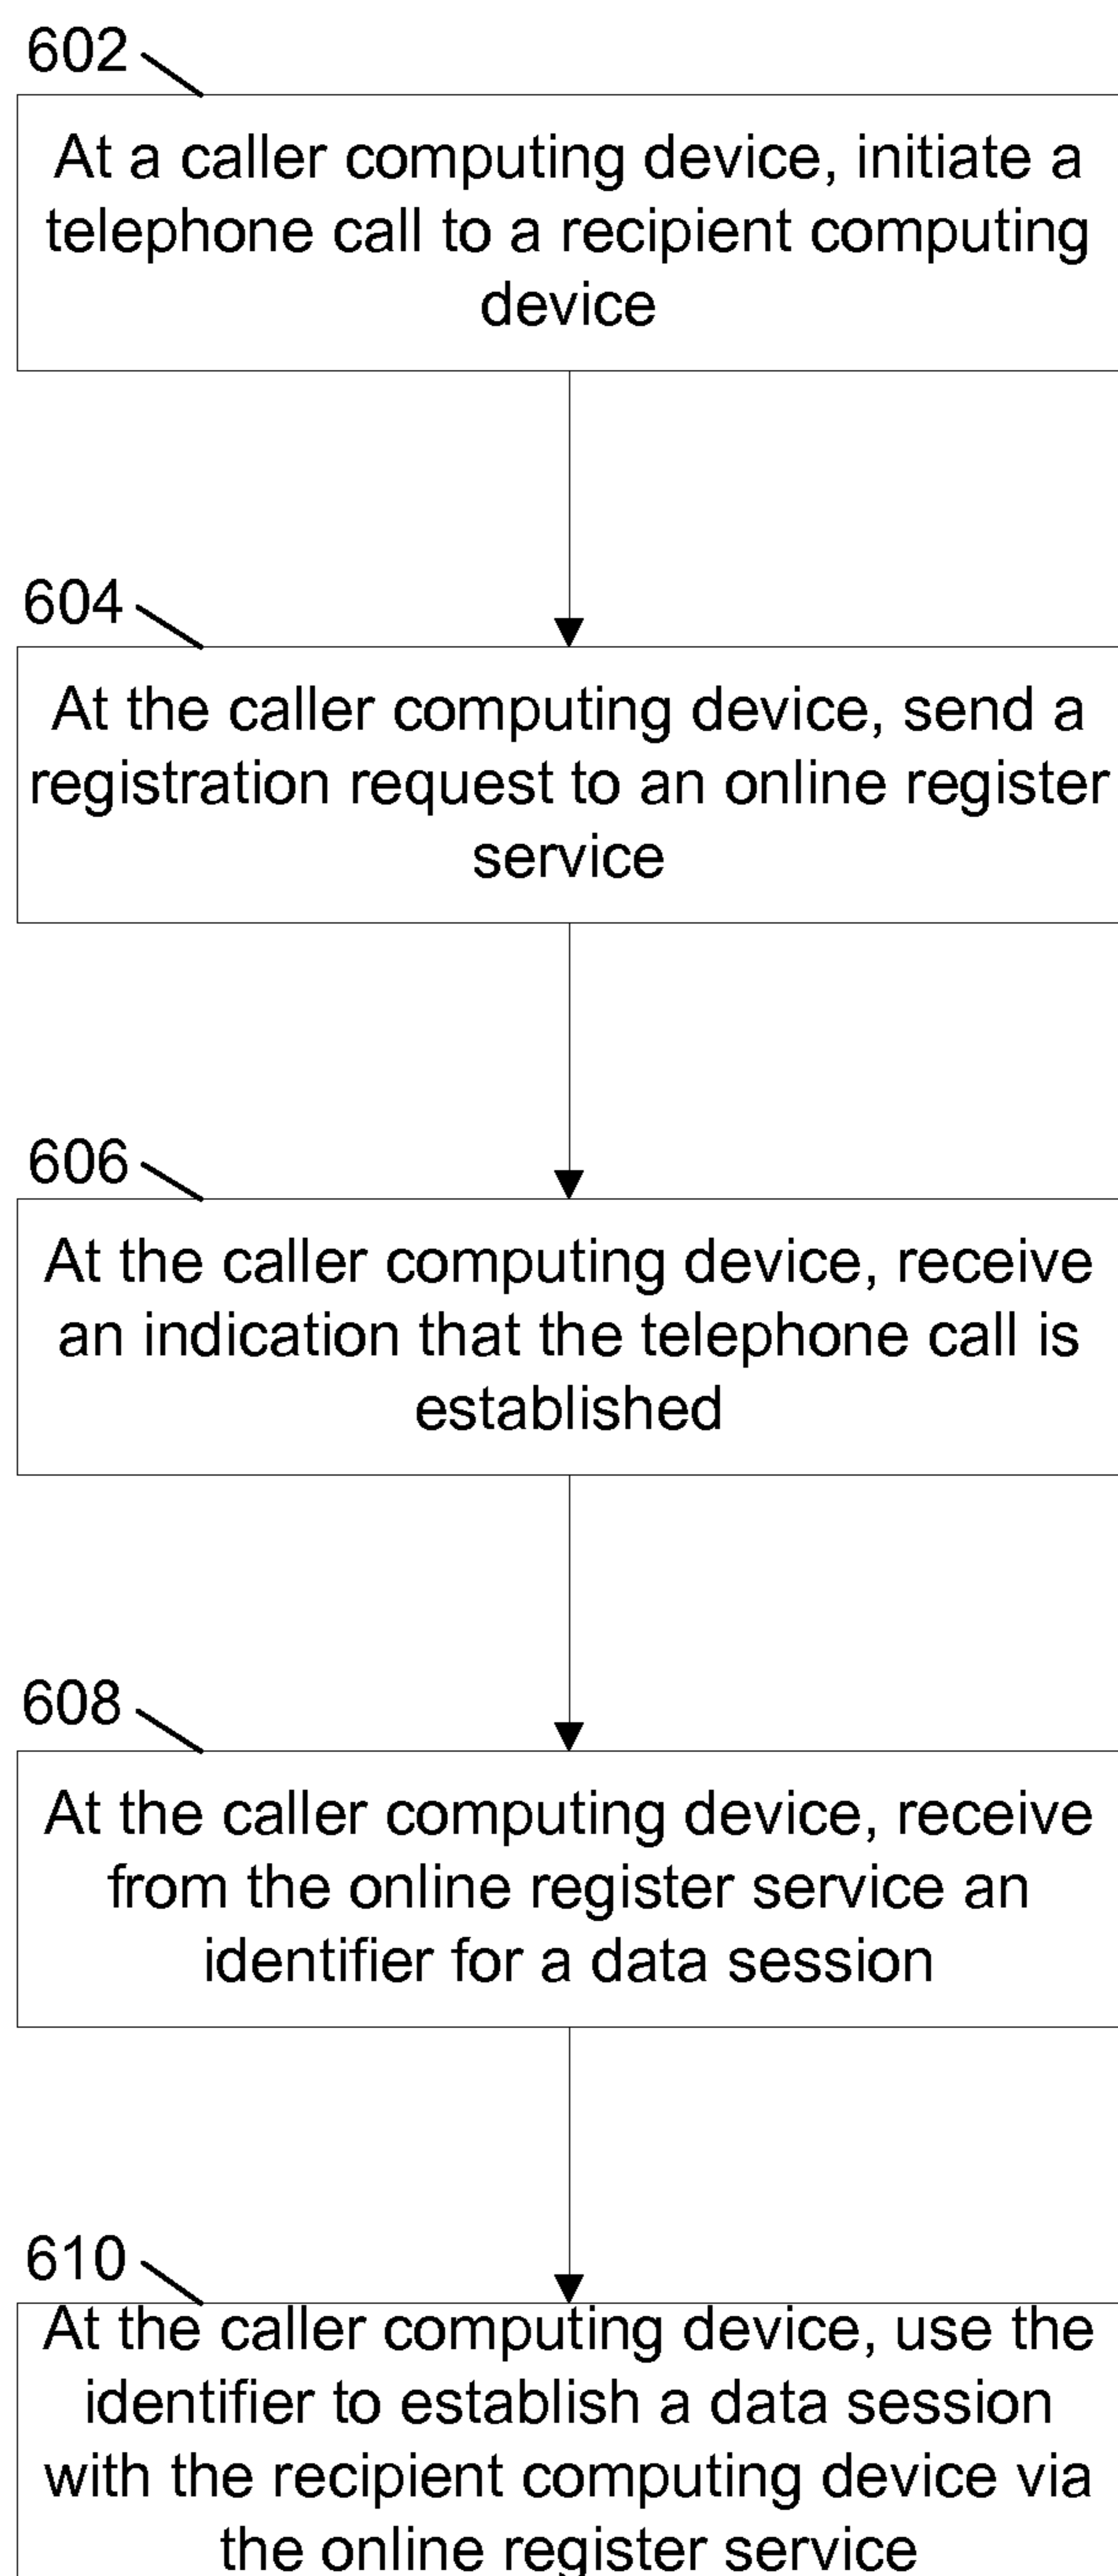 602
At a caller computing device, initiate a
telephone call to a recipient computing
device
604
At the caller computing device, send a
registration request to an online register
service
606
At the caller computing device, receive
an indication that the telephone call is
established
608
At the caller computing device, receive
from the online register service an
identifier for a data session
610
At the caller computing device, use the
identifier to establish a data session
with the recipient computing device via
the online register service